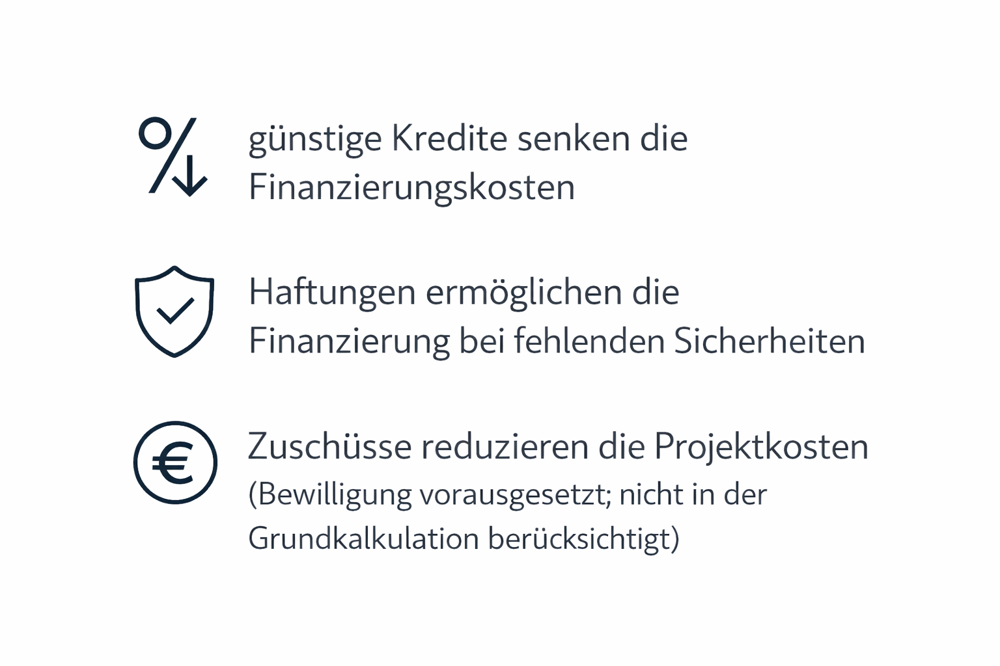 günstige Kredite senken die
Finanzierungskosten
Haftungen ermöglichen die
Finanzierung bei fehlenden Sicherheiten
Zuschüsse reduzieren die Projektkosten
(Bewilligung vorausgesetzt; nicht in der
Grundkalkulation berücksichtigt)